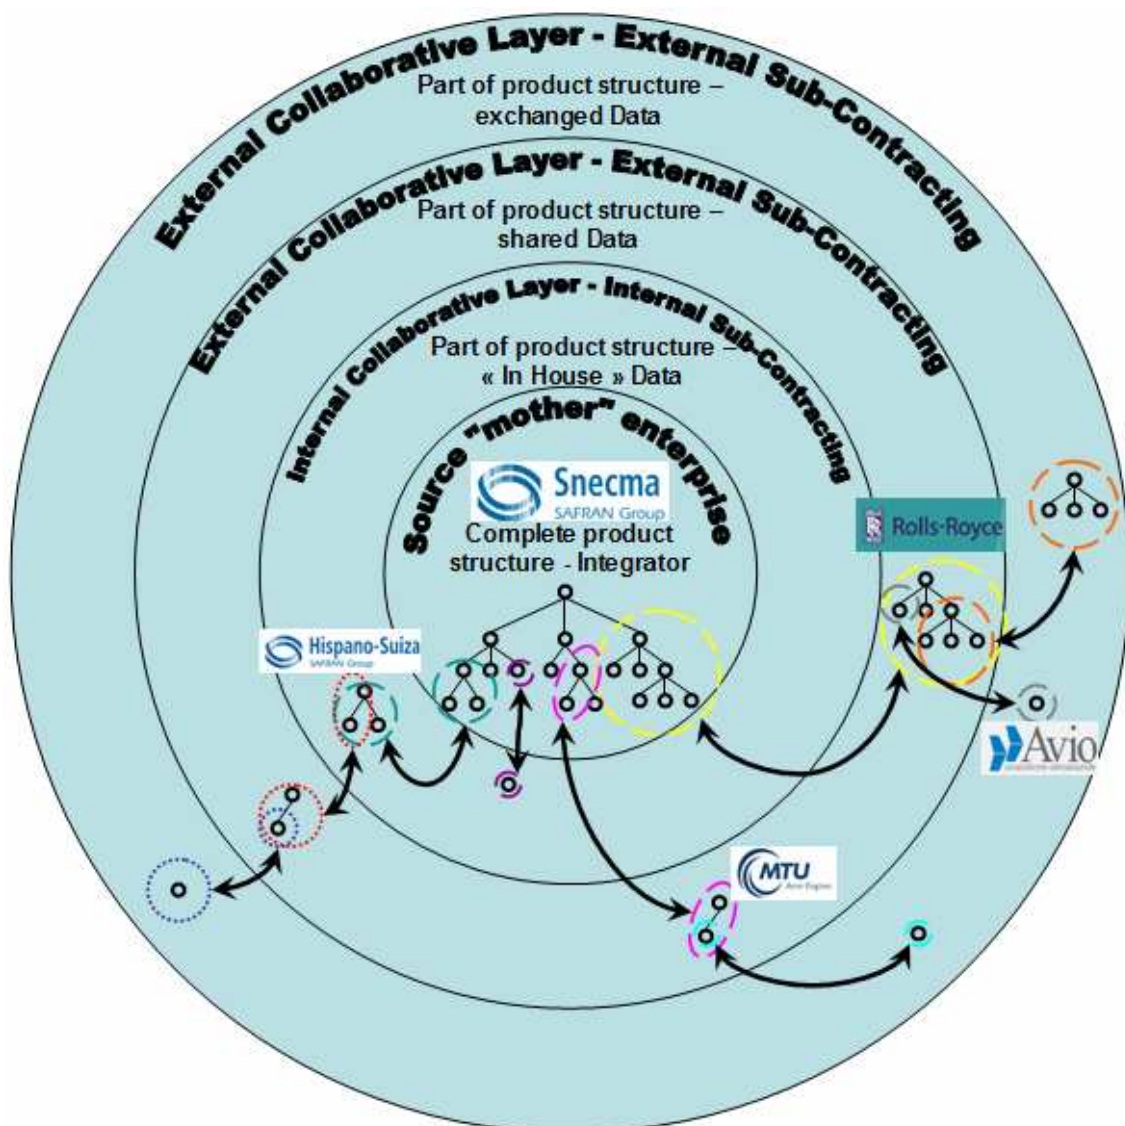 External Collaborative Layer - External Sub-Contracting
Part of product structure –
exchanged Data
External Collaborative Layer - External Sub-Contracting
Part of product structure –
shared Data
Internal Collaborative Layer - Internal Sub-Contracting
Part of product structure –
« In House » Data
Source "mother" enterprise
Snecma
SAFRAN Group
Complete product
structure - Integrator
Rolls-Royce
Hispano-Suiza
SAFRAN Group
Avio
MTU
Aero Engines